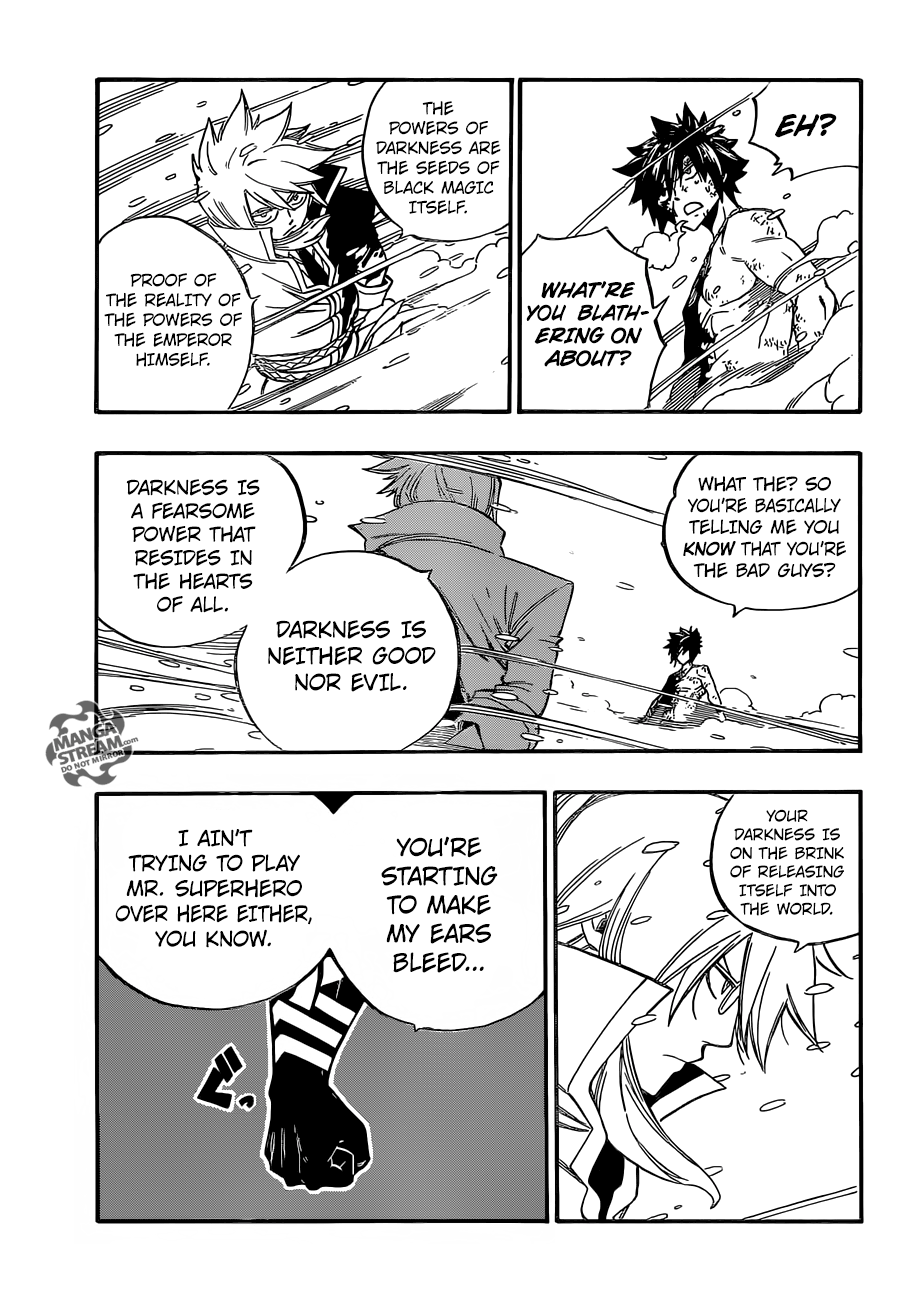 EH?
WHAT'RE
YOU BLATH-
ERING ON
ABOUT?
THE
POWERS OF
DARKNESS ARE
THE SEEDS OF
BLACK MAGIC
ITSELF.
PROOF OF
THE REALITY OF
THE POWERS OF
THE EMPEROR
HIMSELF.
WHAT THE? SO
YOU'RE BASICALLY
TELLING ME YOU
KNOW THAT YOU'RE
THE BAD GUYS?
DARKNESS IS
A FEARSOME
POWER THAT
RESIDES IN
THE HEARTS
OF ALL.
DARKNESS IS
NEITHER GOOD
NOR EVIL.
MANGA
STREAM.com
DO NOT MIRROR
YOUR
DARKNESS IS
ON THE BRINK
OF RELEASING
ITSELF INTO
THE WORLD.
YOU'RE
STARTING
TO MAKE
MY EARS
BLEED...
I AIN'T
TRYING TO PLAY
MR. SUPERHERO
OVER HERE EITHER,
YOU KNOW.